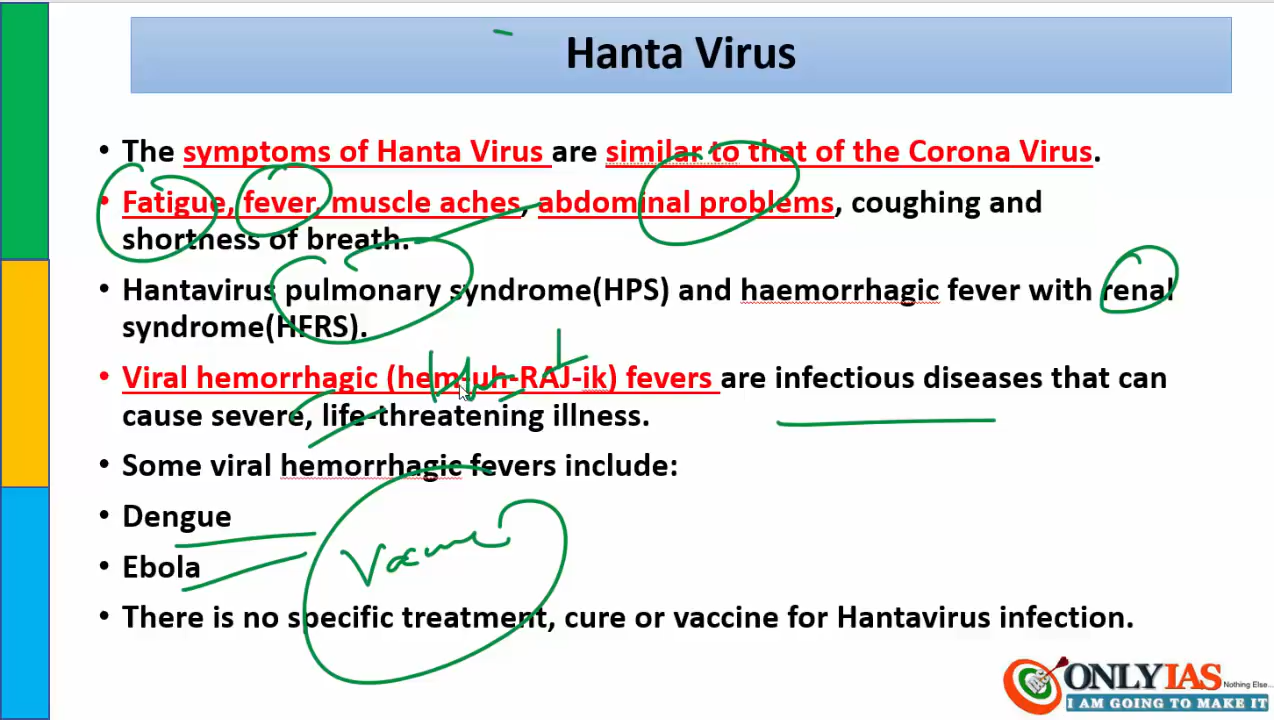 Hanta Virus
• The symptoms of Hanta Virus are similar to that of the Corona Virus.
• Fatigue, fever, muscle aches, abdominal problems, coughing and
shortness of breath.
• Hantavirus pulmonary syndrome(HPS) and haemorrhagic fever with renal
syndrome(HFRS).
• Viral hemorrhagic (hem-uh-RAJ-ik) fevers are infectious diseases that can
cause severe, life-threatening illness.
• Some viral hemorrhagic fevers include:
• Dengue
• Ebola
• There is no specific treatment, cure or vaccine for Hantavirus infection.
ONLYIAS
Nothing Else...
I AM GOING TO MAKE IT